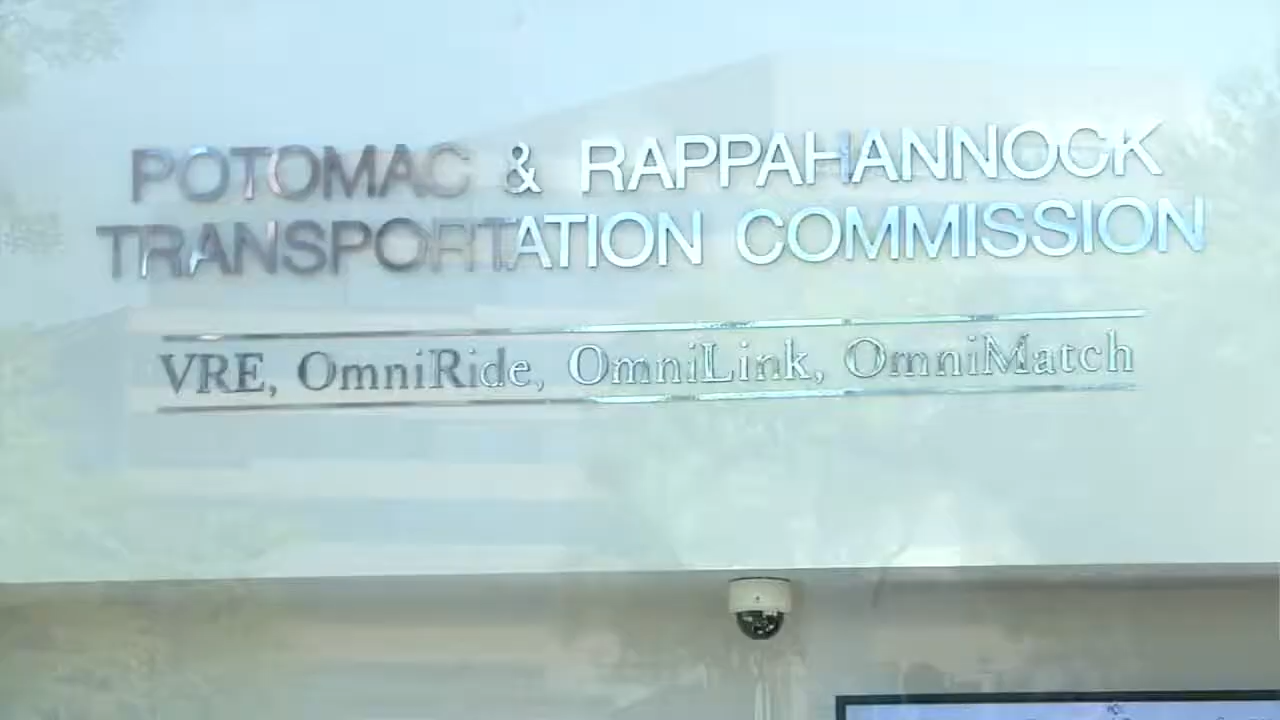 POTOMAC & RAPPAHANNOCK
TRANSPORTATION COMMISSION
VRE, OmniRide, OmniLink, OmniMatch